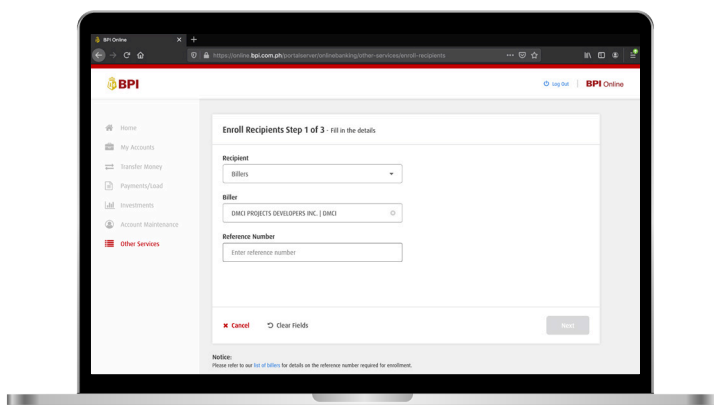 BPI Online
https://online.bpi.com.ph/portalserver/onlinebanking/other-services/enroll-recipients
BPI
Log Out
BPI Online
Home
My Accounts
Transfer Money
Payments/Load
Investments
Account Maintenance
Other Services
Enroll Recipients Step 1 of 3 - Fill in the details
Recipient
Billers
Biller
DMCI PROJECTS DEVELOPERS INC. | DMCI
Reference Number
Enter reference number
Cancel
Clear Fields
Next
Notice:
Please refer to our list of billers for details on the reference number required for enrollment.